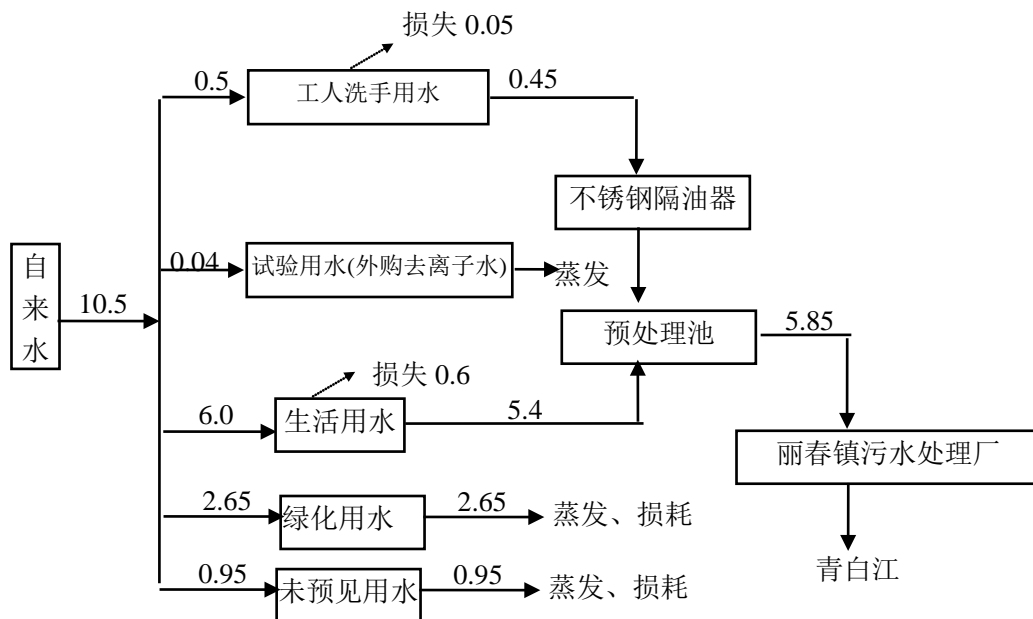 损失 0.05
0.5
工人洗手用水
0.45
不锈钢隔油器
自来水
10.5
0.04
试验用水(外购去离子水)
蒸发
预处理池
5.85
损失 0.6
6.0
生活用水
5.4
丽春镇污水处理厂
2.65
绿化用水
2.65
蒸发、损耗
青白江
0.95
未预见用水
0.95
蒸发、损耗